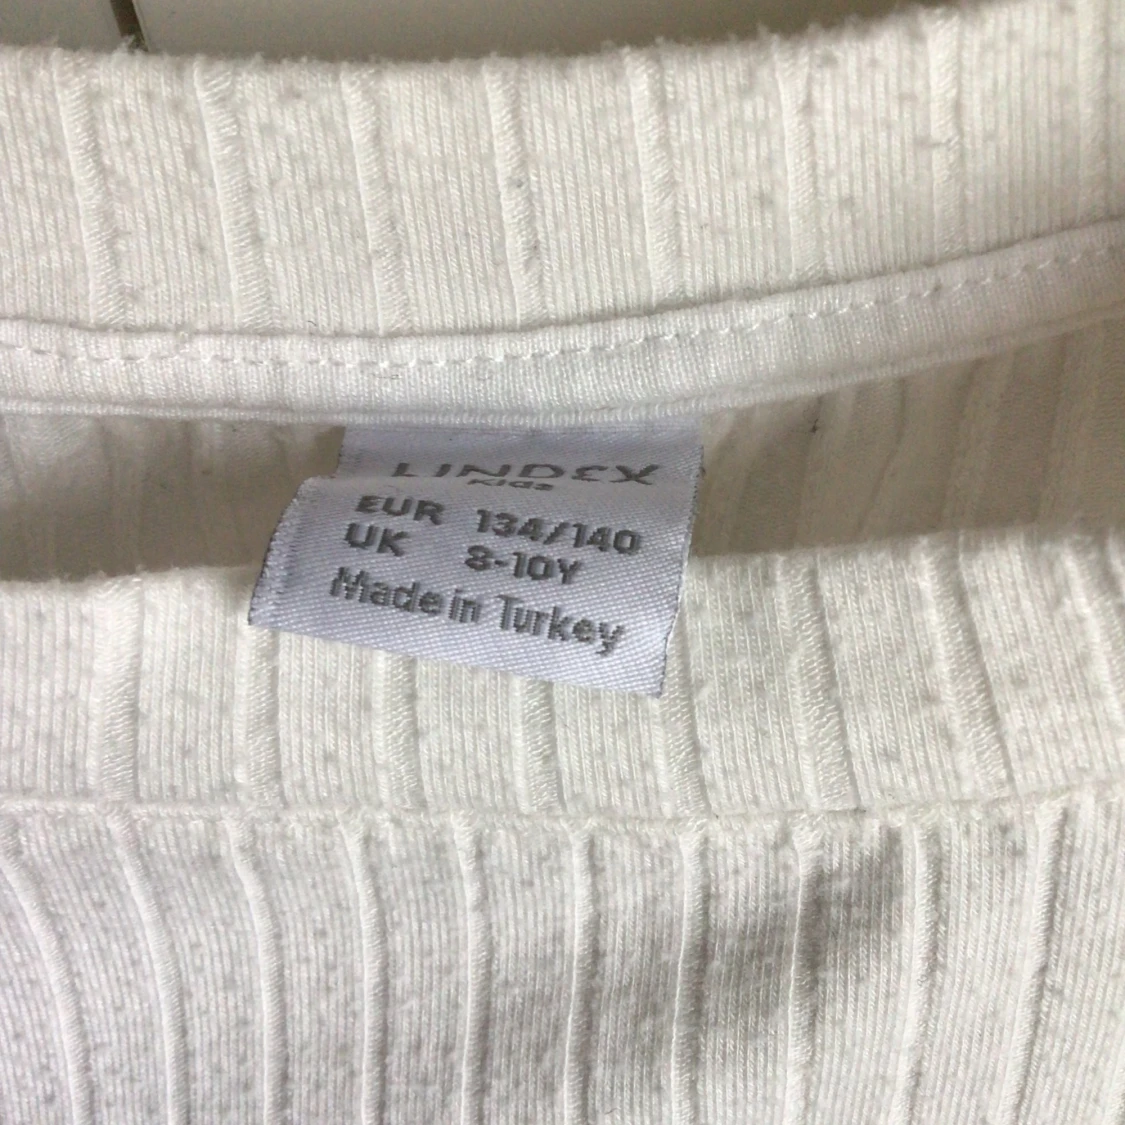 LINDEX
Kids
EUR 134/140
UK 8-10Y
Made in Turkey